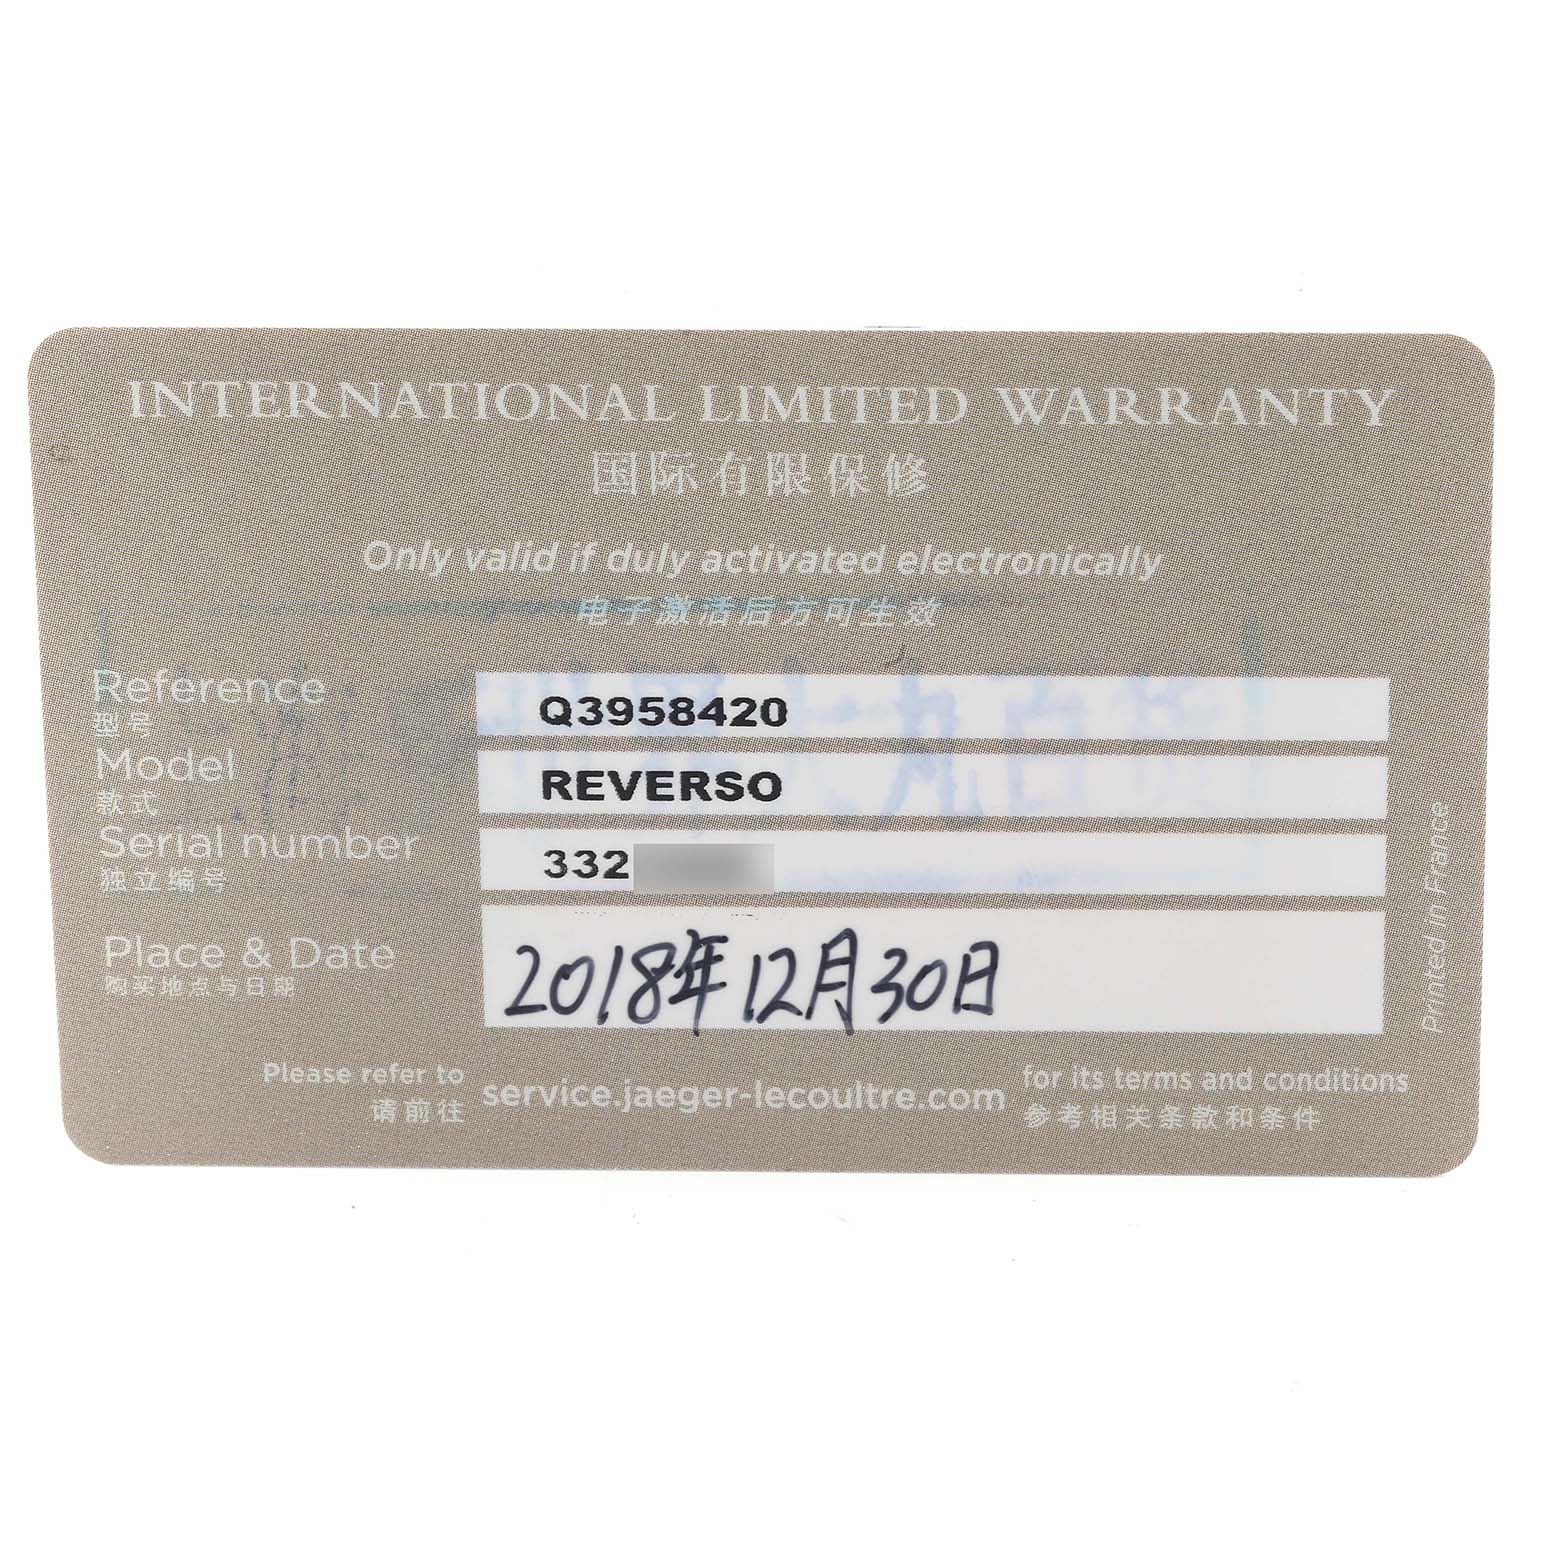 INTERNATIONAL LIMITED WARRANTY
国际有限保修
Only valid if duly activated electronically
电子激活后方可生效
Reference
型号
Q3958420
Model
款式
REVERSO
Serial number
独立编号
332
Place & Date
购买地点与日期
2018年12月30日
Please refer to
请前往
service.jaeger-lecoultre.com
for its terms and conditions
参考相关条款和条件
Printed in France